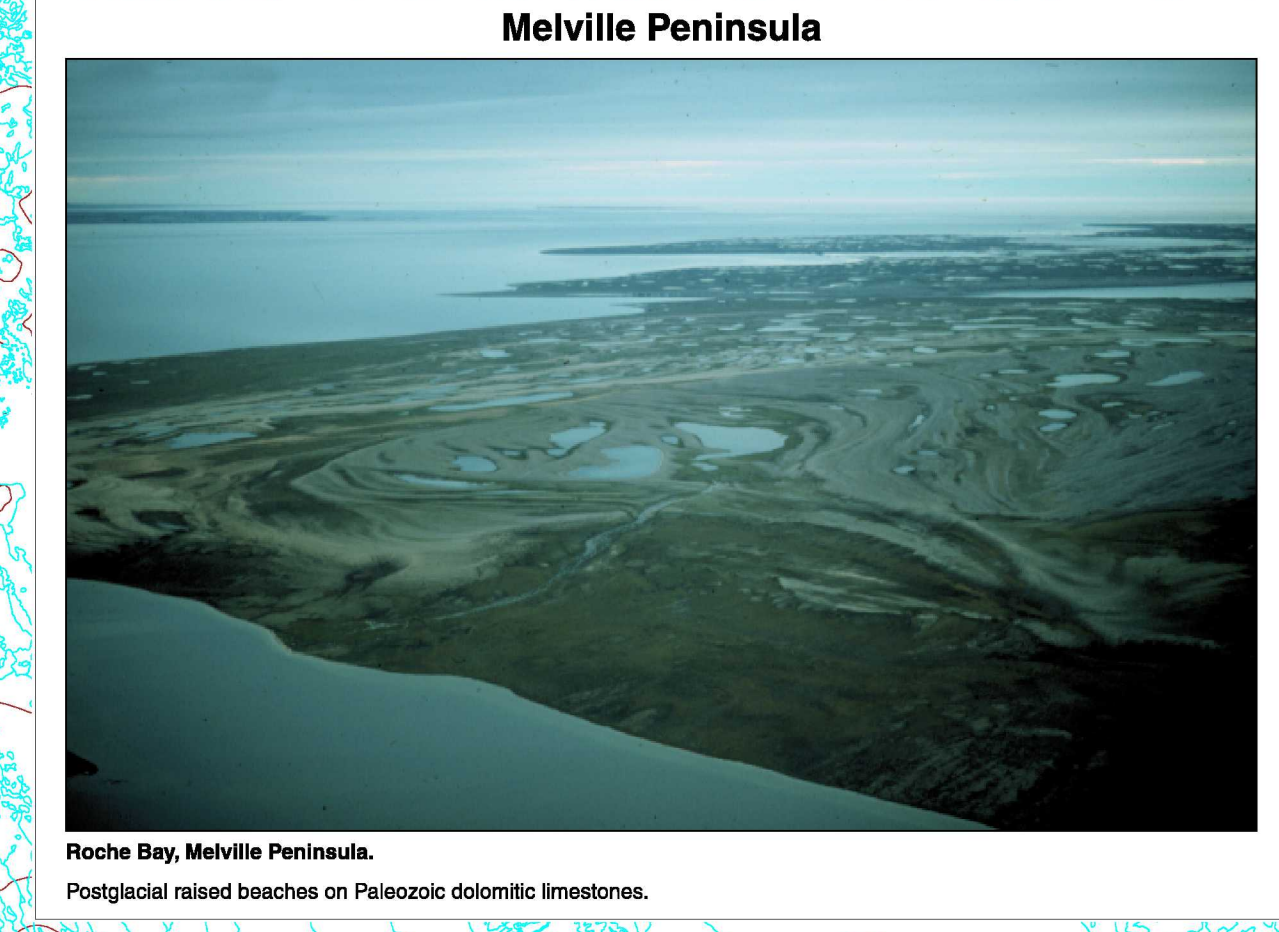 Melville Peninsula
Roche Bay, Melville Peninsula.
Postglacial raised beaches on Paleozoic dolomitic limestones.